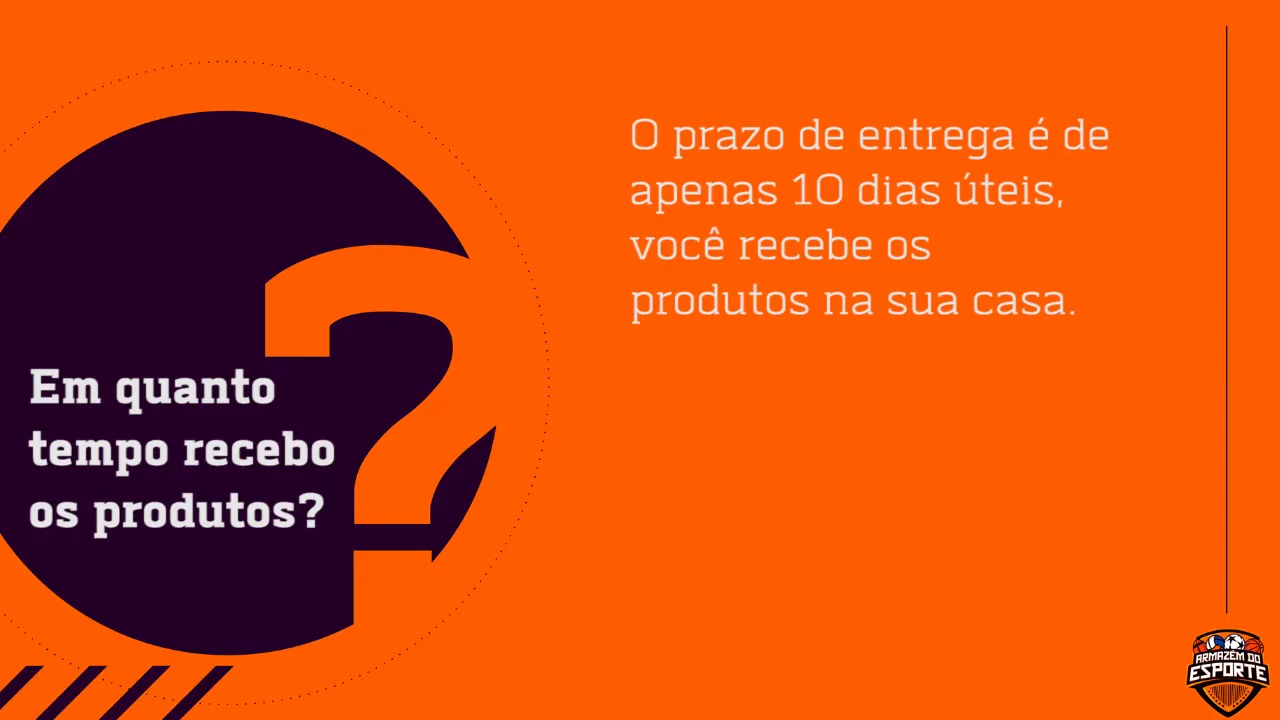 Em quanto
tempo recebo
os produtos?
O prazo de entrega é de
apenas 10 dias úteis,
você recebe os
produtos na sua casa.
ARMAZÉM DO
ESPORTE